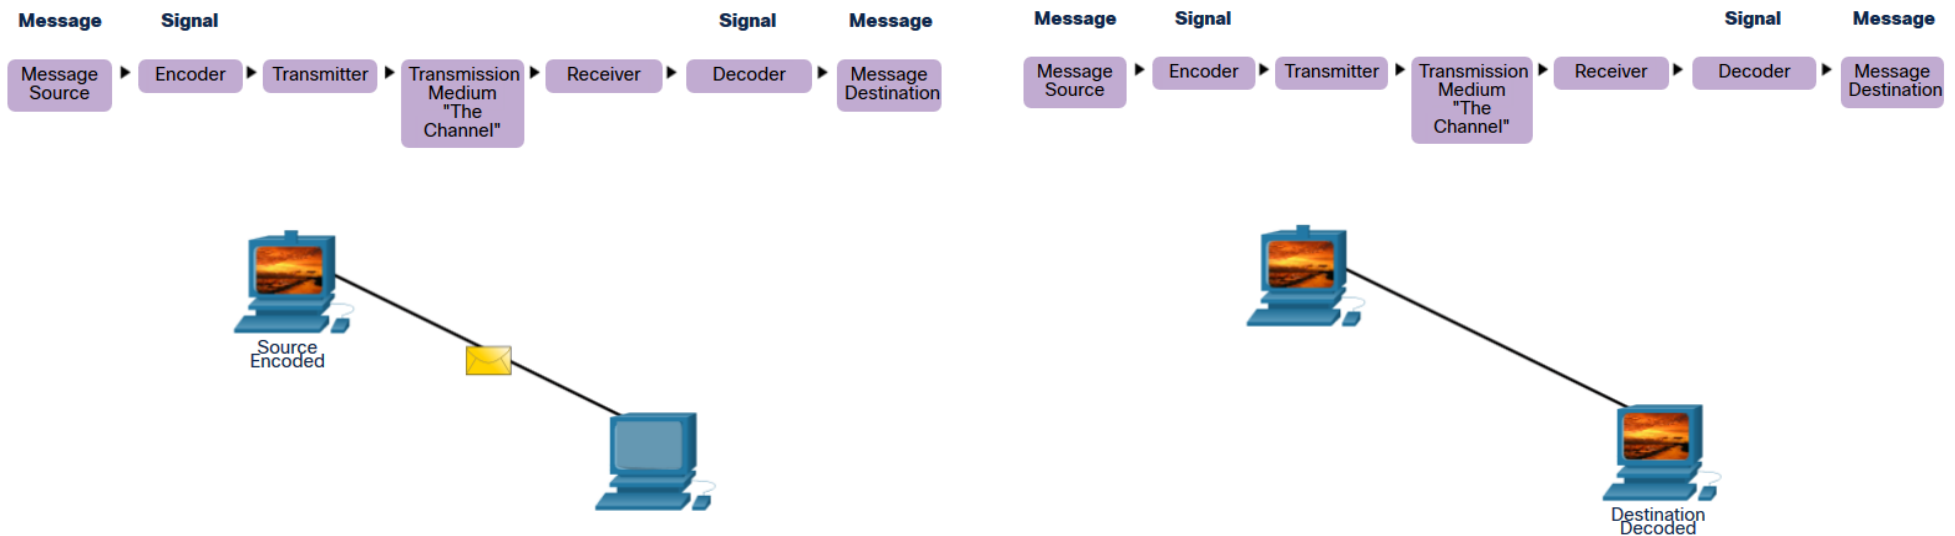 Message Signal Signal Message
Message Source
Encoder
Transmitter
Transmission Medium "The Channel"
Receiver
Decoder
Message Destination
Source
Encoded
Message Signal Signal Message
Message Source
Encoder
Transmitter
Transmission Medium "The Channel"
Receiver
Decoder
Message Destination
Destination
Decoded